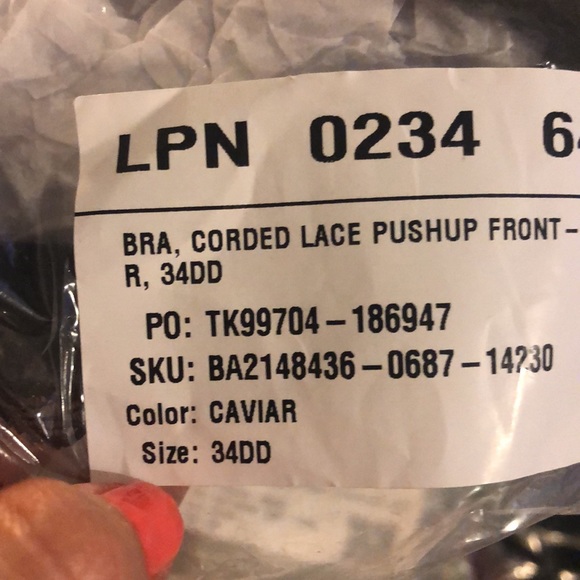 LPN 0234 64
BRA, CORDED LACE PUSHUP FRONT-
R, 34DD
PO: TK99704-186947
SKU: BA2148436-0687-14230
Color: CAVIAR
Size: 34DD